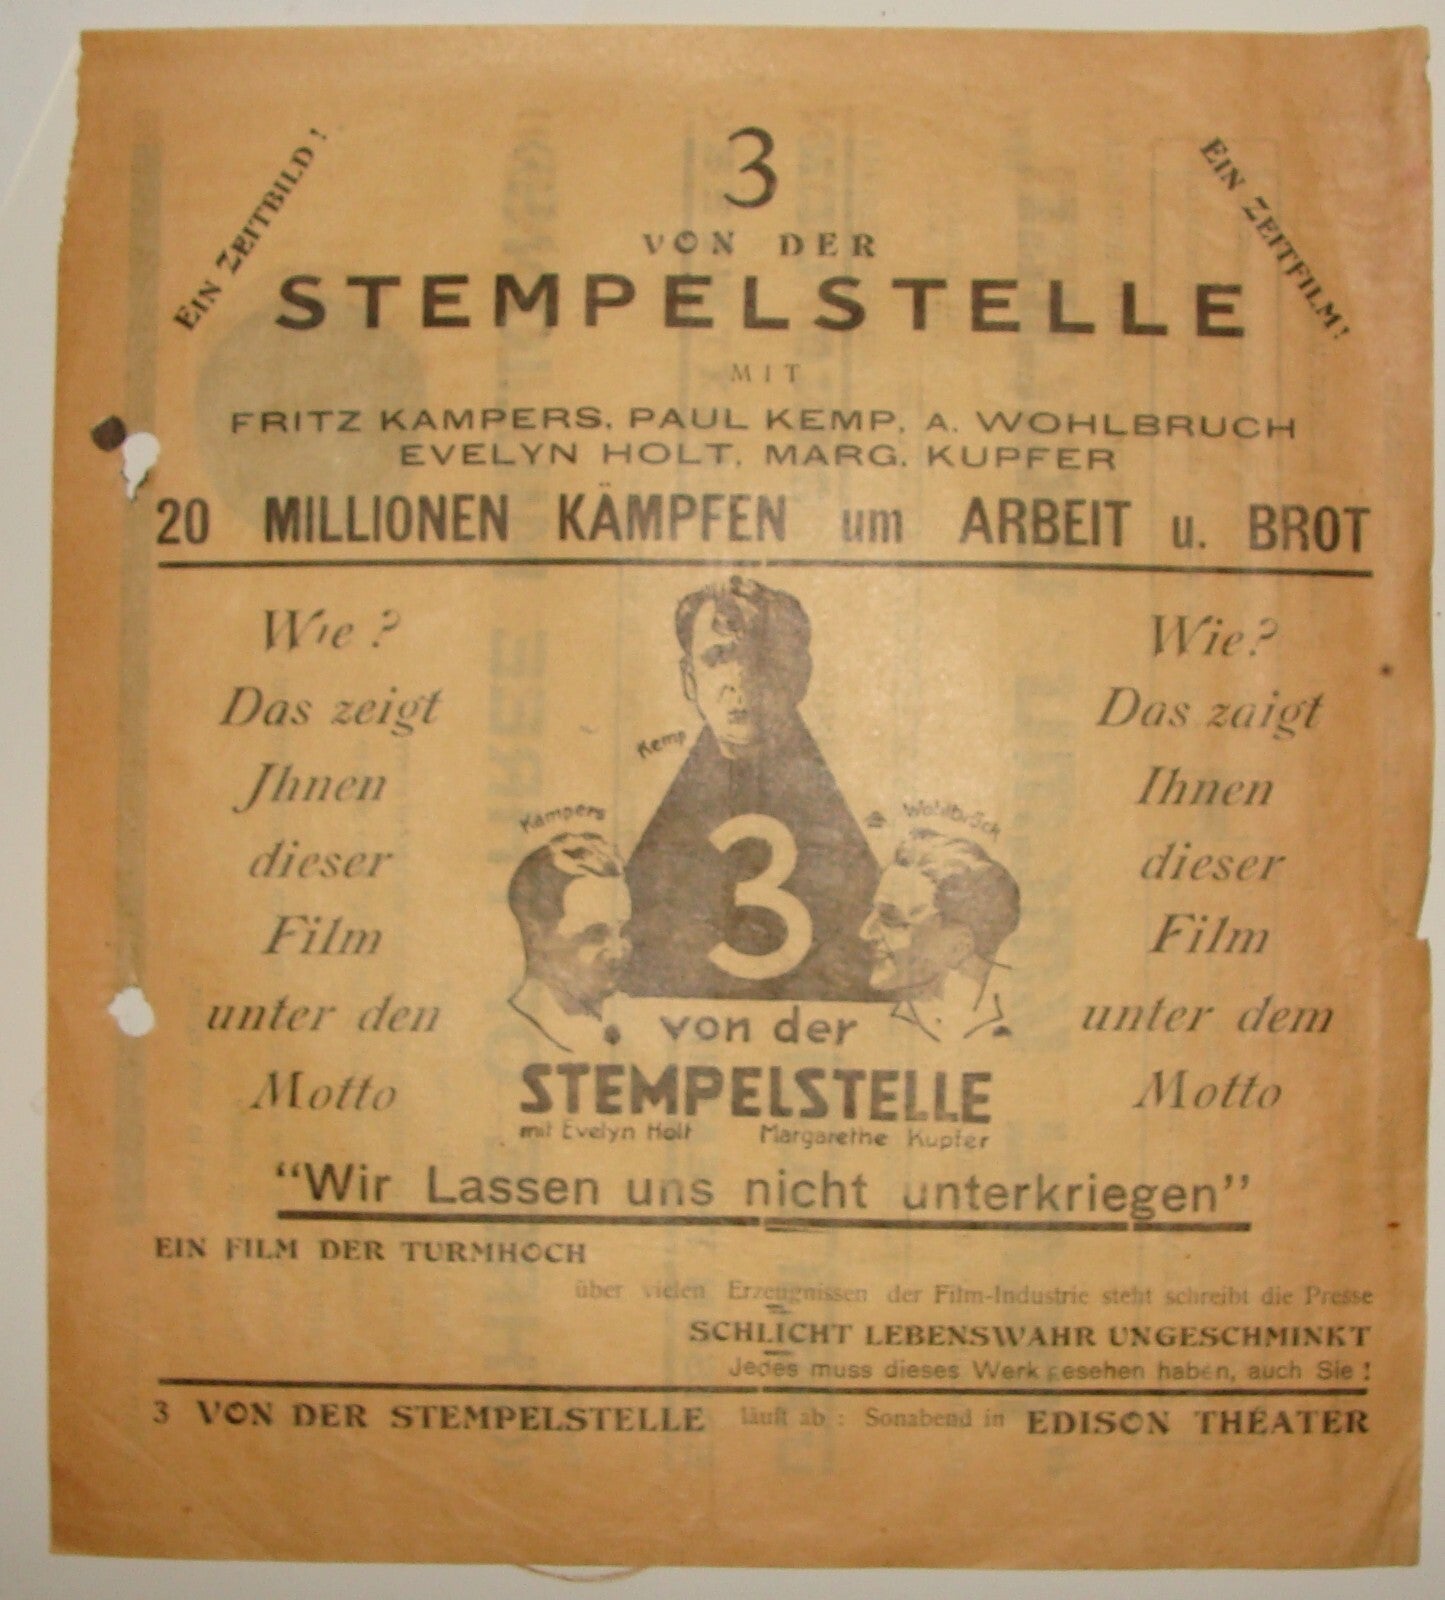 EIN ZEITBILD!
EIN ZEITFILM!
3
VON DER
STEMPELSTELLE
MIT
FRITZ KAMPERS, PAUL KEMP, A. WOHLBRUCH
EVELYN HOLT, MARG. KUPFER
20 MILLIONEN KÄMPFEN um ARBEIT u. BROT
Wie?
Das zeigt
Jhnen
dieser
Film
unter den
Motto
Kemp
Kampers
Wohlbrück
3
von der
STEMPELSTELLE
mit Evelyn Holt Margarethe Kupfer
Wie?
Das zaigt
Ihnen
dieser
Film
unter dem
Motto
"Wir Lassen uns nicht unterkriegen"
EIN FILM DER TURMHOCH
über vielen Erzeugnissen der Film-Industrie steht schreibt die Presse
SCHLICHT LEBENSWAHR UNGESCHMINKT
Jedes muss dieses Werk gesehen haben, auch Sie!
3 VON DER STEMPELSTELLE läuft ab: Sonabend in EDISON THÉATER